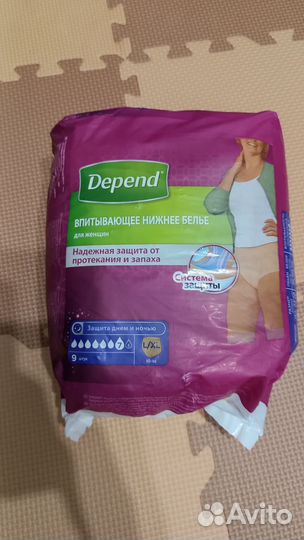 Depend
ВПИТЫВАЮЩЕЕ НИЖНЕЕ БЕЛЬЕ
для женщин
Надежная защита от
протекания и запаха
Система
защиты
Защита днем и ночью
7
9 штук
L/XL
Avito